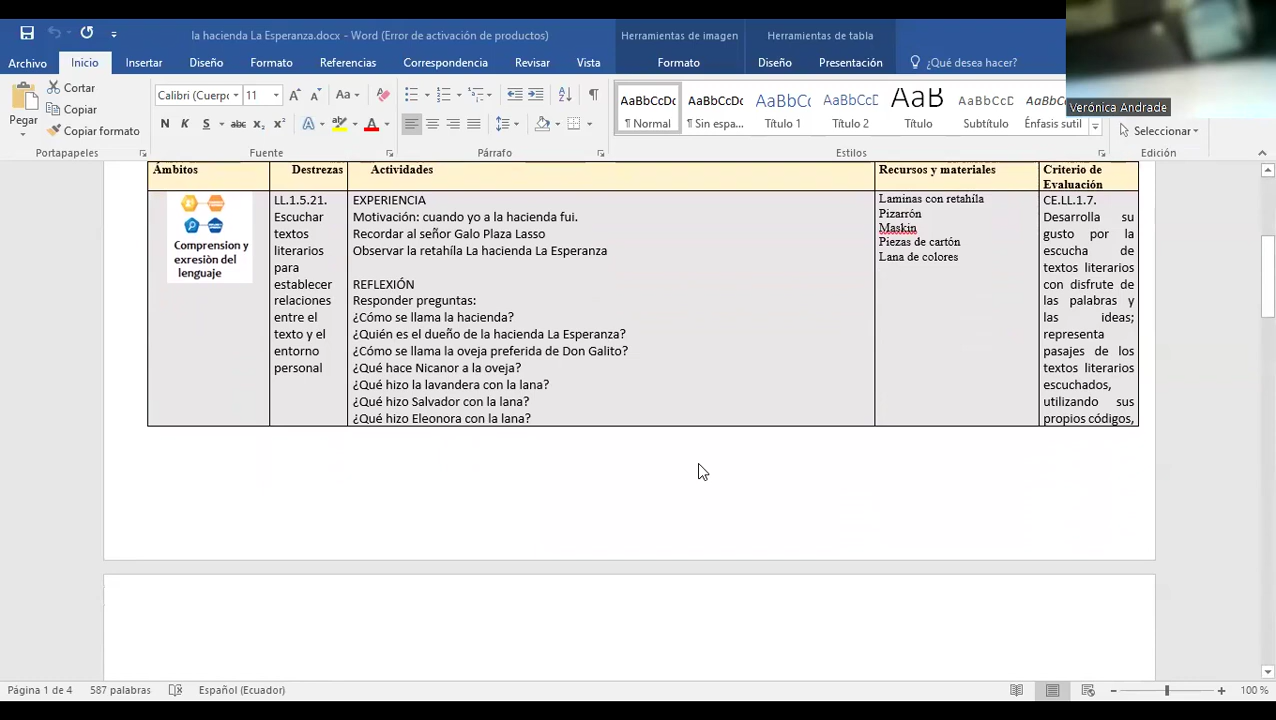 la hacienda La Esperanza.docx - Word (Error de activación de productos)
Herramientas de imagen
Herramientas de tabla
Archivo
Inicio
Insertar
Diseño
Formato
Referencias
Correspondencia
Revisar
Vista
Formato
Diseño
Presentación
¿Qué desea hacer?
Verónica Andrade
Pegar
Cortar
Copiar
Copiar formato
Portapapeles
Calibri (Cuerpo
11
Aa
N K S abc x₂ x²
Fuente
Párrafo
AaBbCcDc
¶ Normal
AaBbCcDc
¶ Sin espa...
AaBbCcDc
Título 1
AaBbCcDc
Título 2
AaB
Título
AaBbCcDc
Subtítulo
AaBbCcDc
Énfasis sutil
Estilos
Seleccionar
Edición
Ámbitos
Comprension y
exresiòn del
lenguaje
Destrezas
LL.1.5.21.
Escuchar
textos
literarios
para
establecer
relaciones
entre el
texto y el
entorno
personal
Actividades
EXPERIENCIA
Motivación: cuando yo a la hacienda fui.
Recordar al señor Galo Plaza Lasso
Observar la retahíla La hacienda La Esperanza
REFLEXIÓN
Responder preguntas:
¿Cómo se llama la hacienda?
¿Quién es el dueño de la hacienda La Esperanza?
¿Cómo se llama la oveja preferida de Don Galito?
¿Qué hace Nicanor a la oveja?
¿Qué hizo la lavandera con la lana?
¿Qué hizo Salvador con la lana?
¿Qué hizo Eleonora con la lana?
Recursos y materiales
Laminas con retahíla
Pizarrón
Maskin
Piezas de cartón
Lana de colores
Criterio de
Evaluación
CE.LL.1.7.
Desarrolla su
gusto por la
escucha de
textos literarios
con disfrute de
las palabras y
las ideas;
representa
pasajes de los
textos literarios
escuchados,
utilizando sus
propios códigos,
Página 1 de 4
587 palabras
Español (Ecuador)
100 %